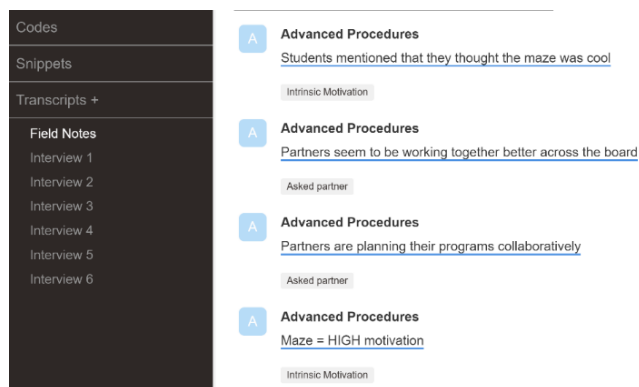 Codes
Snippets
Transcripts +
Field Notes
Interview 1
Interview 2
Interview 3
Interview 4
Interview 5
Interview 6
A
Advanced Procedures
Students mentioned that they thought the maze was cool
Intrinsic Motivation
A
Advanced Procedures
Partners seem to be working together better across the board
Asked partner
A
Advanced Procedures
Partners are planning their programs collaboratively
Asked partner
A
Advanced Procedures
Maze = HIGH motivation
Intrinsic Motivation